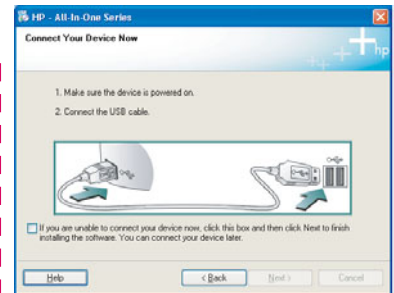 HP - All-In-One Series
Connect Your Device Now
hp
1. Make sure the device is powered on.
2. Connect the USB cable.
If you are unable to connect your device now, click this box and then click Next to finish
installing the software. You can connect your device later.
Help
< Back
Next >
Cancel